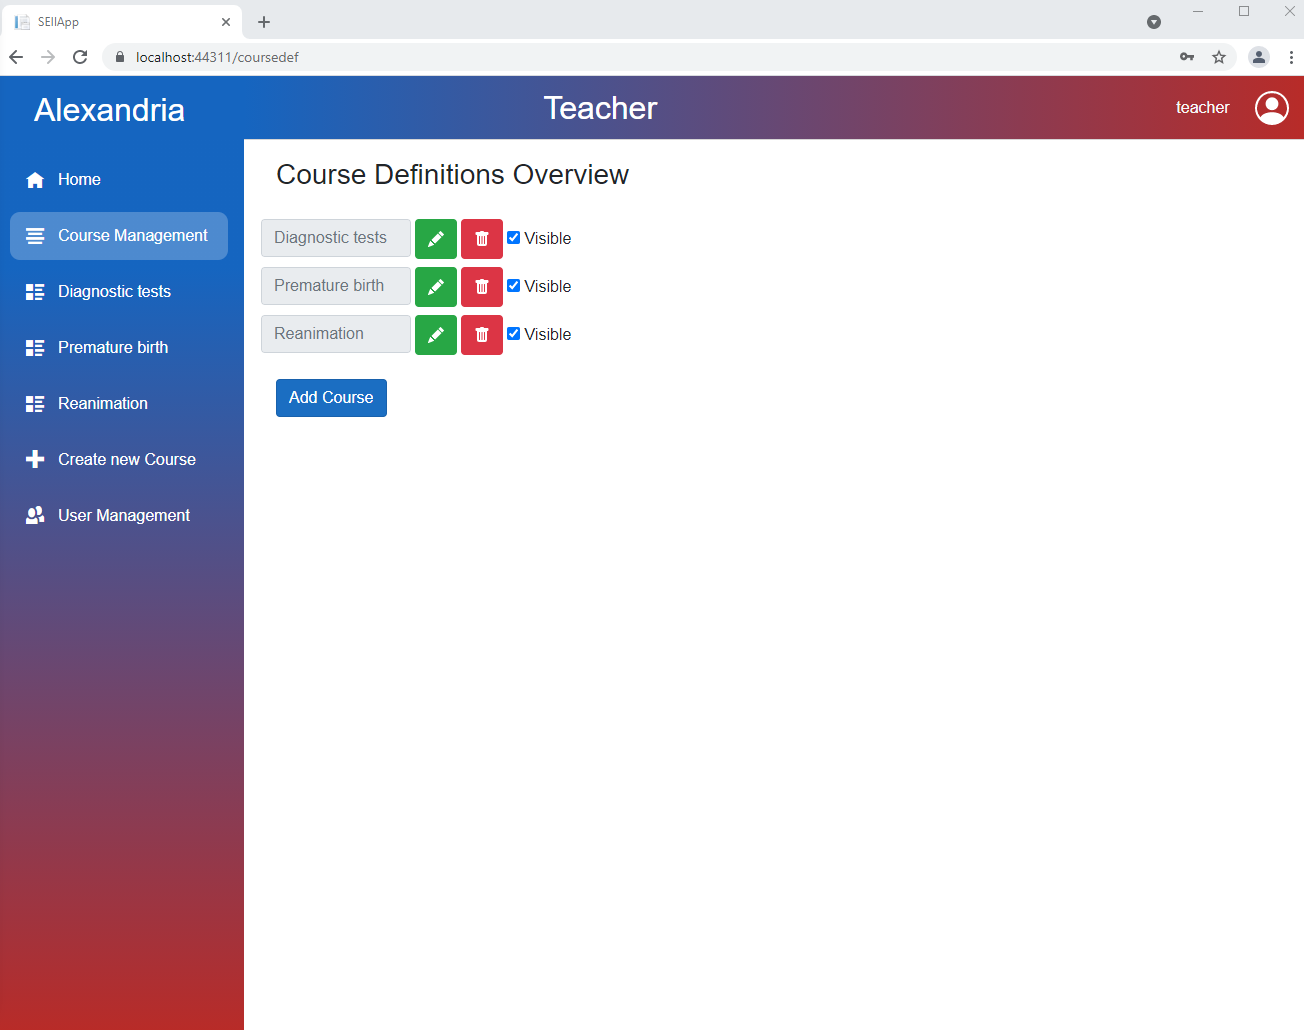 SEIIApp
localhost:44311/coursedef
Alexandria
Teacher
teacher
Home
Course Management
Diagnostic tests
Premature birth
Reanimation
Create new Course
User Management
Course Definitions Overview
Diagnostic tests Visible
Premature birth Visible
Reanimation Visible
Add Course